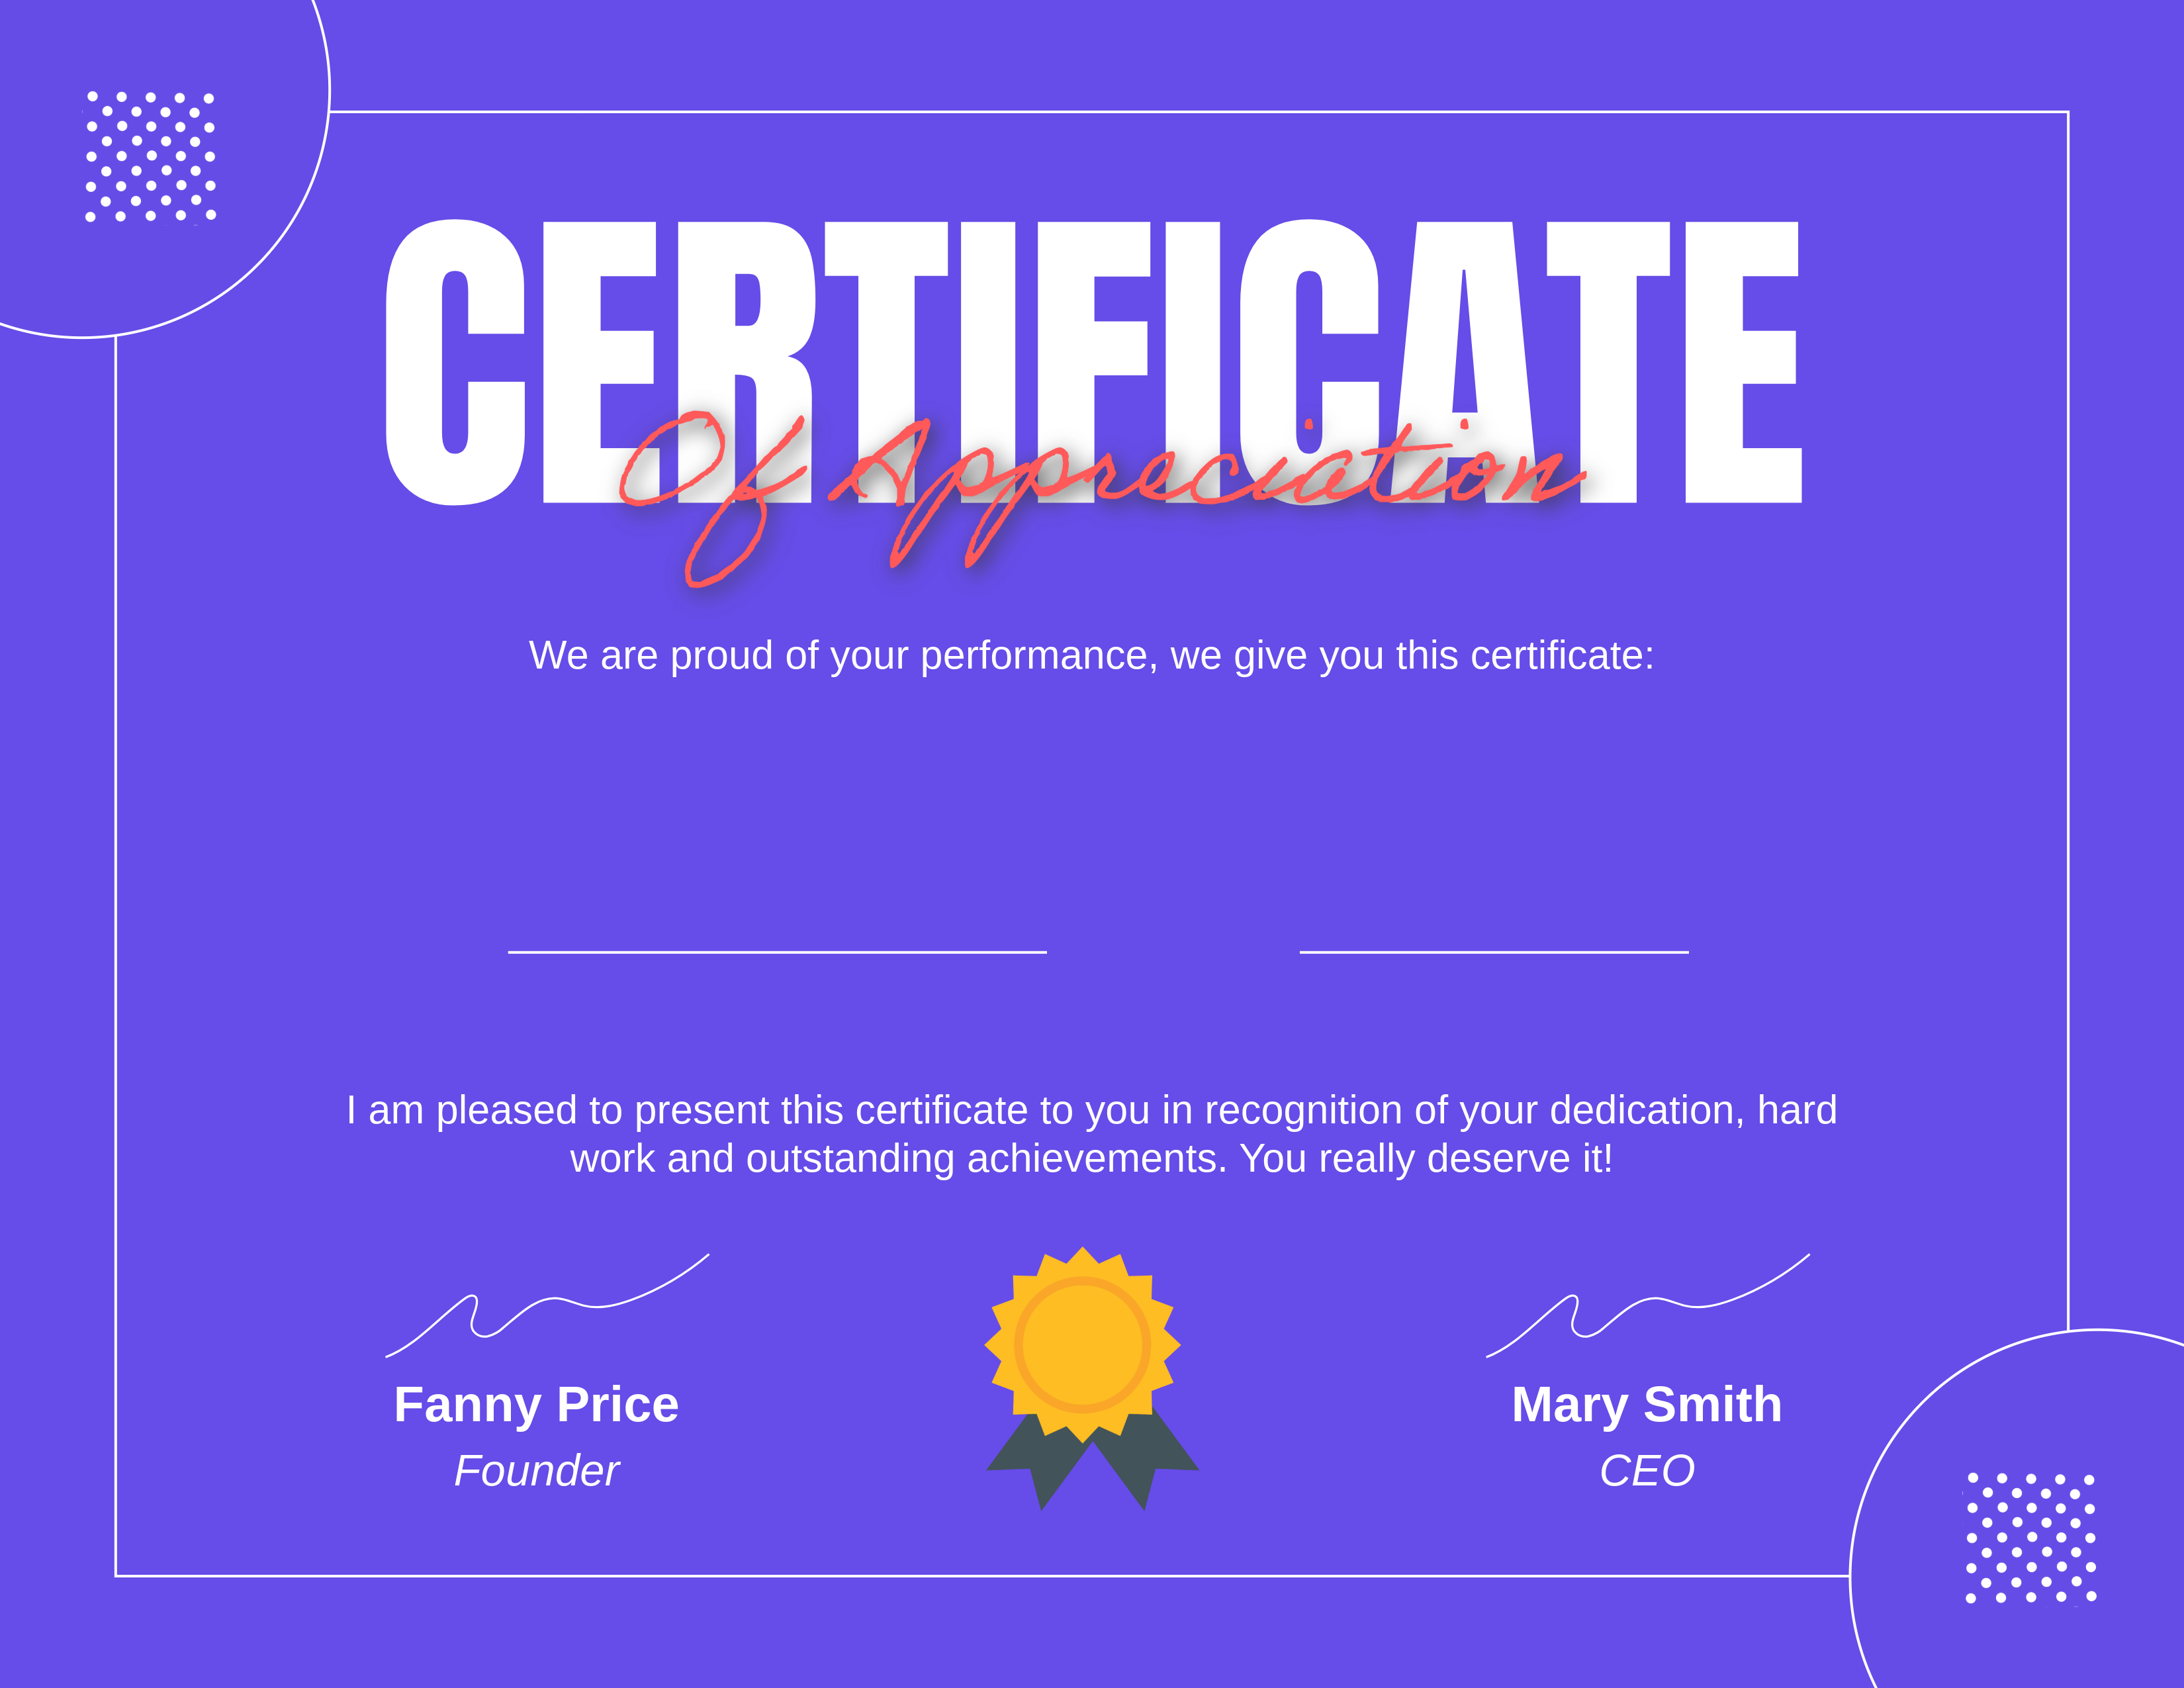 CERTIFICATE
Of Appreciation
We are proud of your performance, we give you this certificate:
I am pleased to present this certificate to you in recognition of your dedication, hard
work and outstanding achievements. You really deserve it!
Fanny Price
Mary Smith
Founder
CEO